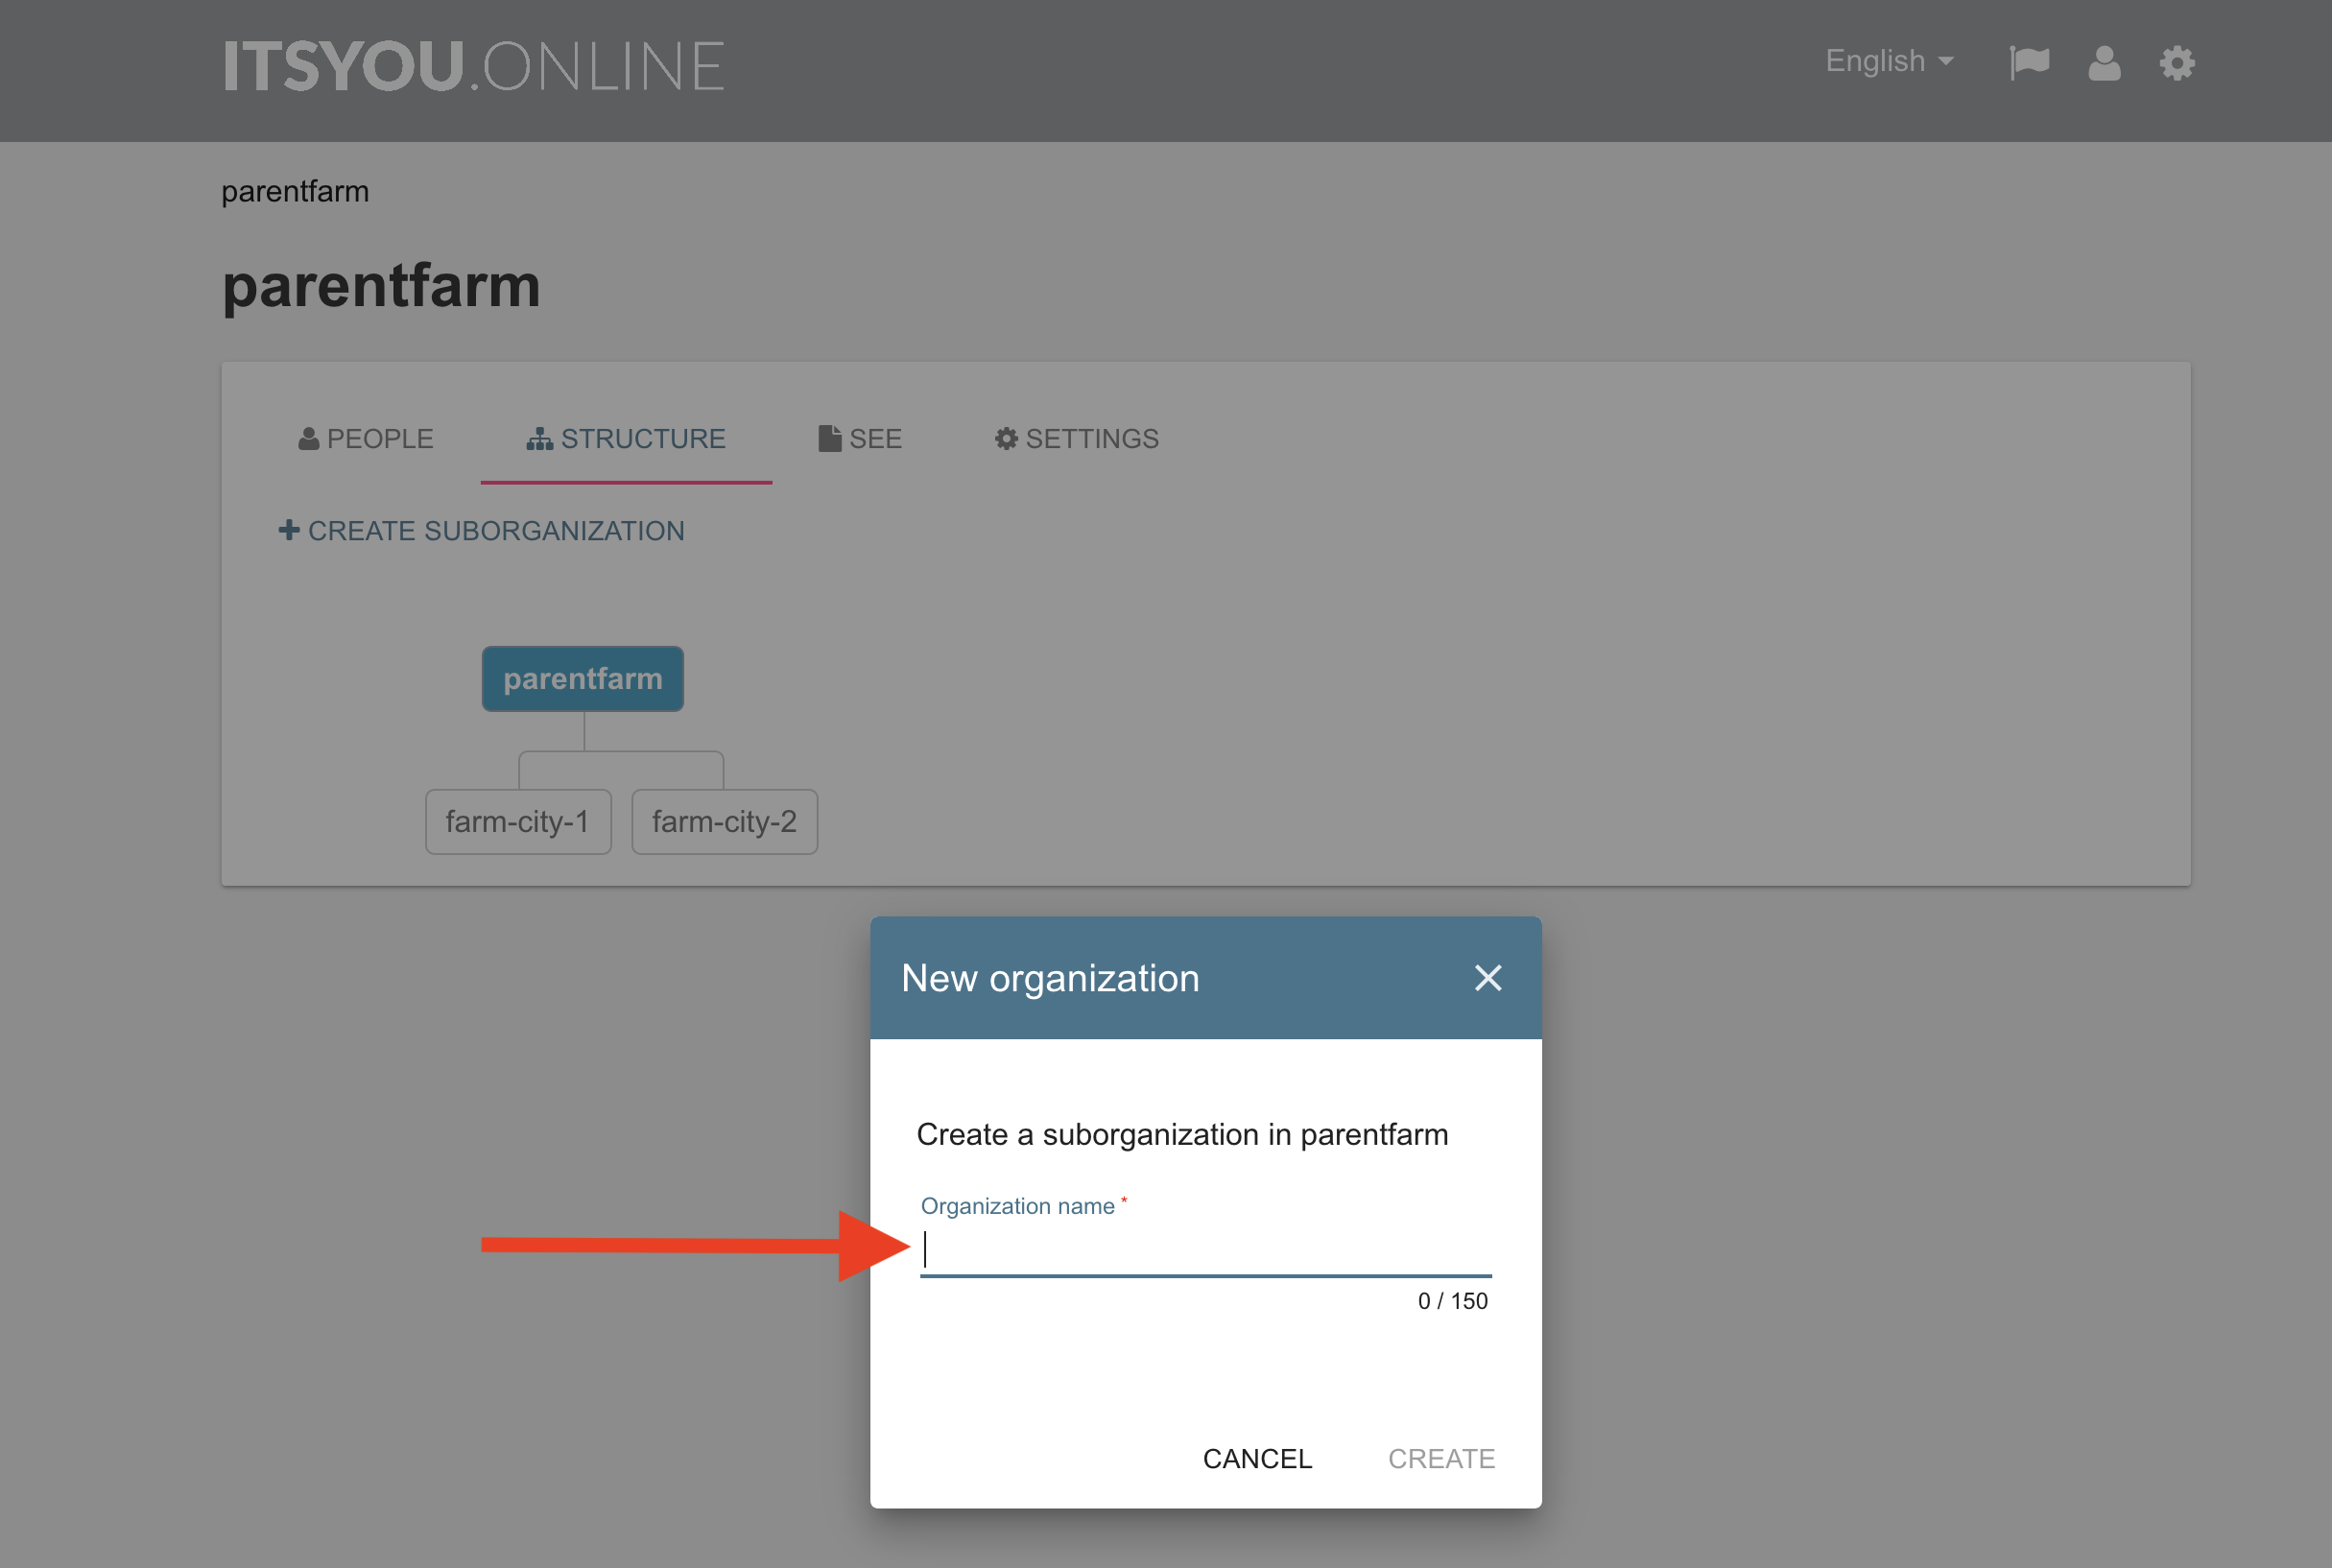 ITSYOU.ONLINE
English
parentfarm
parentfarm
PEOPLE STRUCTURE SEE SETTINGS
CREATE SUBORGANIZATION
parentfarm
farm-city-1 farm-city-2
New organization
Create a suborganization in parentfarm
Organization name *
0 / 150
CANCEL CREATE